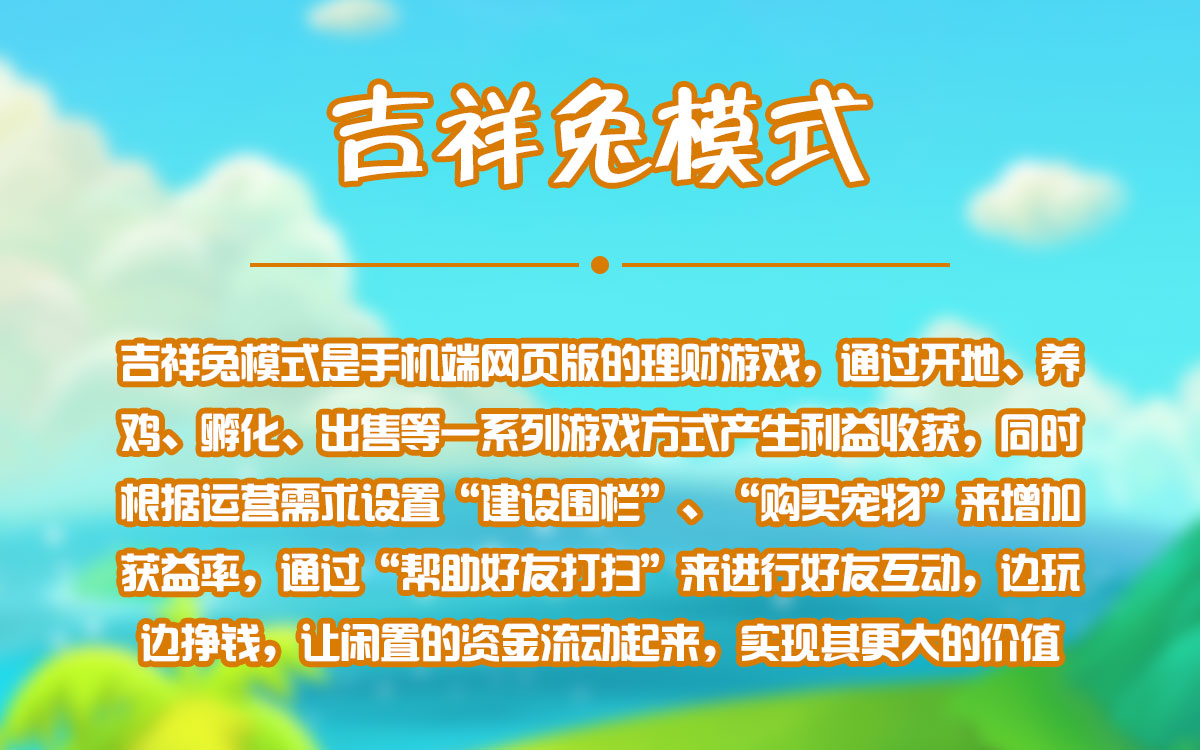 吉祥兔模式
吉祥兔模式是手机端网页版的理财游戏，通过开地、养
鸡、孵化、出售等一系列游戏方式产生利益收获，同时
根据运营需求设置“建设围栏”、“购买宠物”来增加
获益率，通过“帮助好友打扫”来进行好友互动，边玩
边挣钱，让闲置的资金流动起来，实现其更大的价值